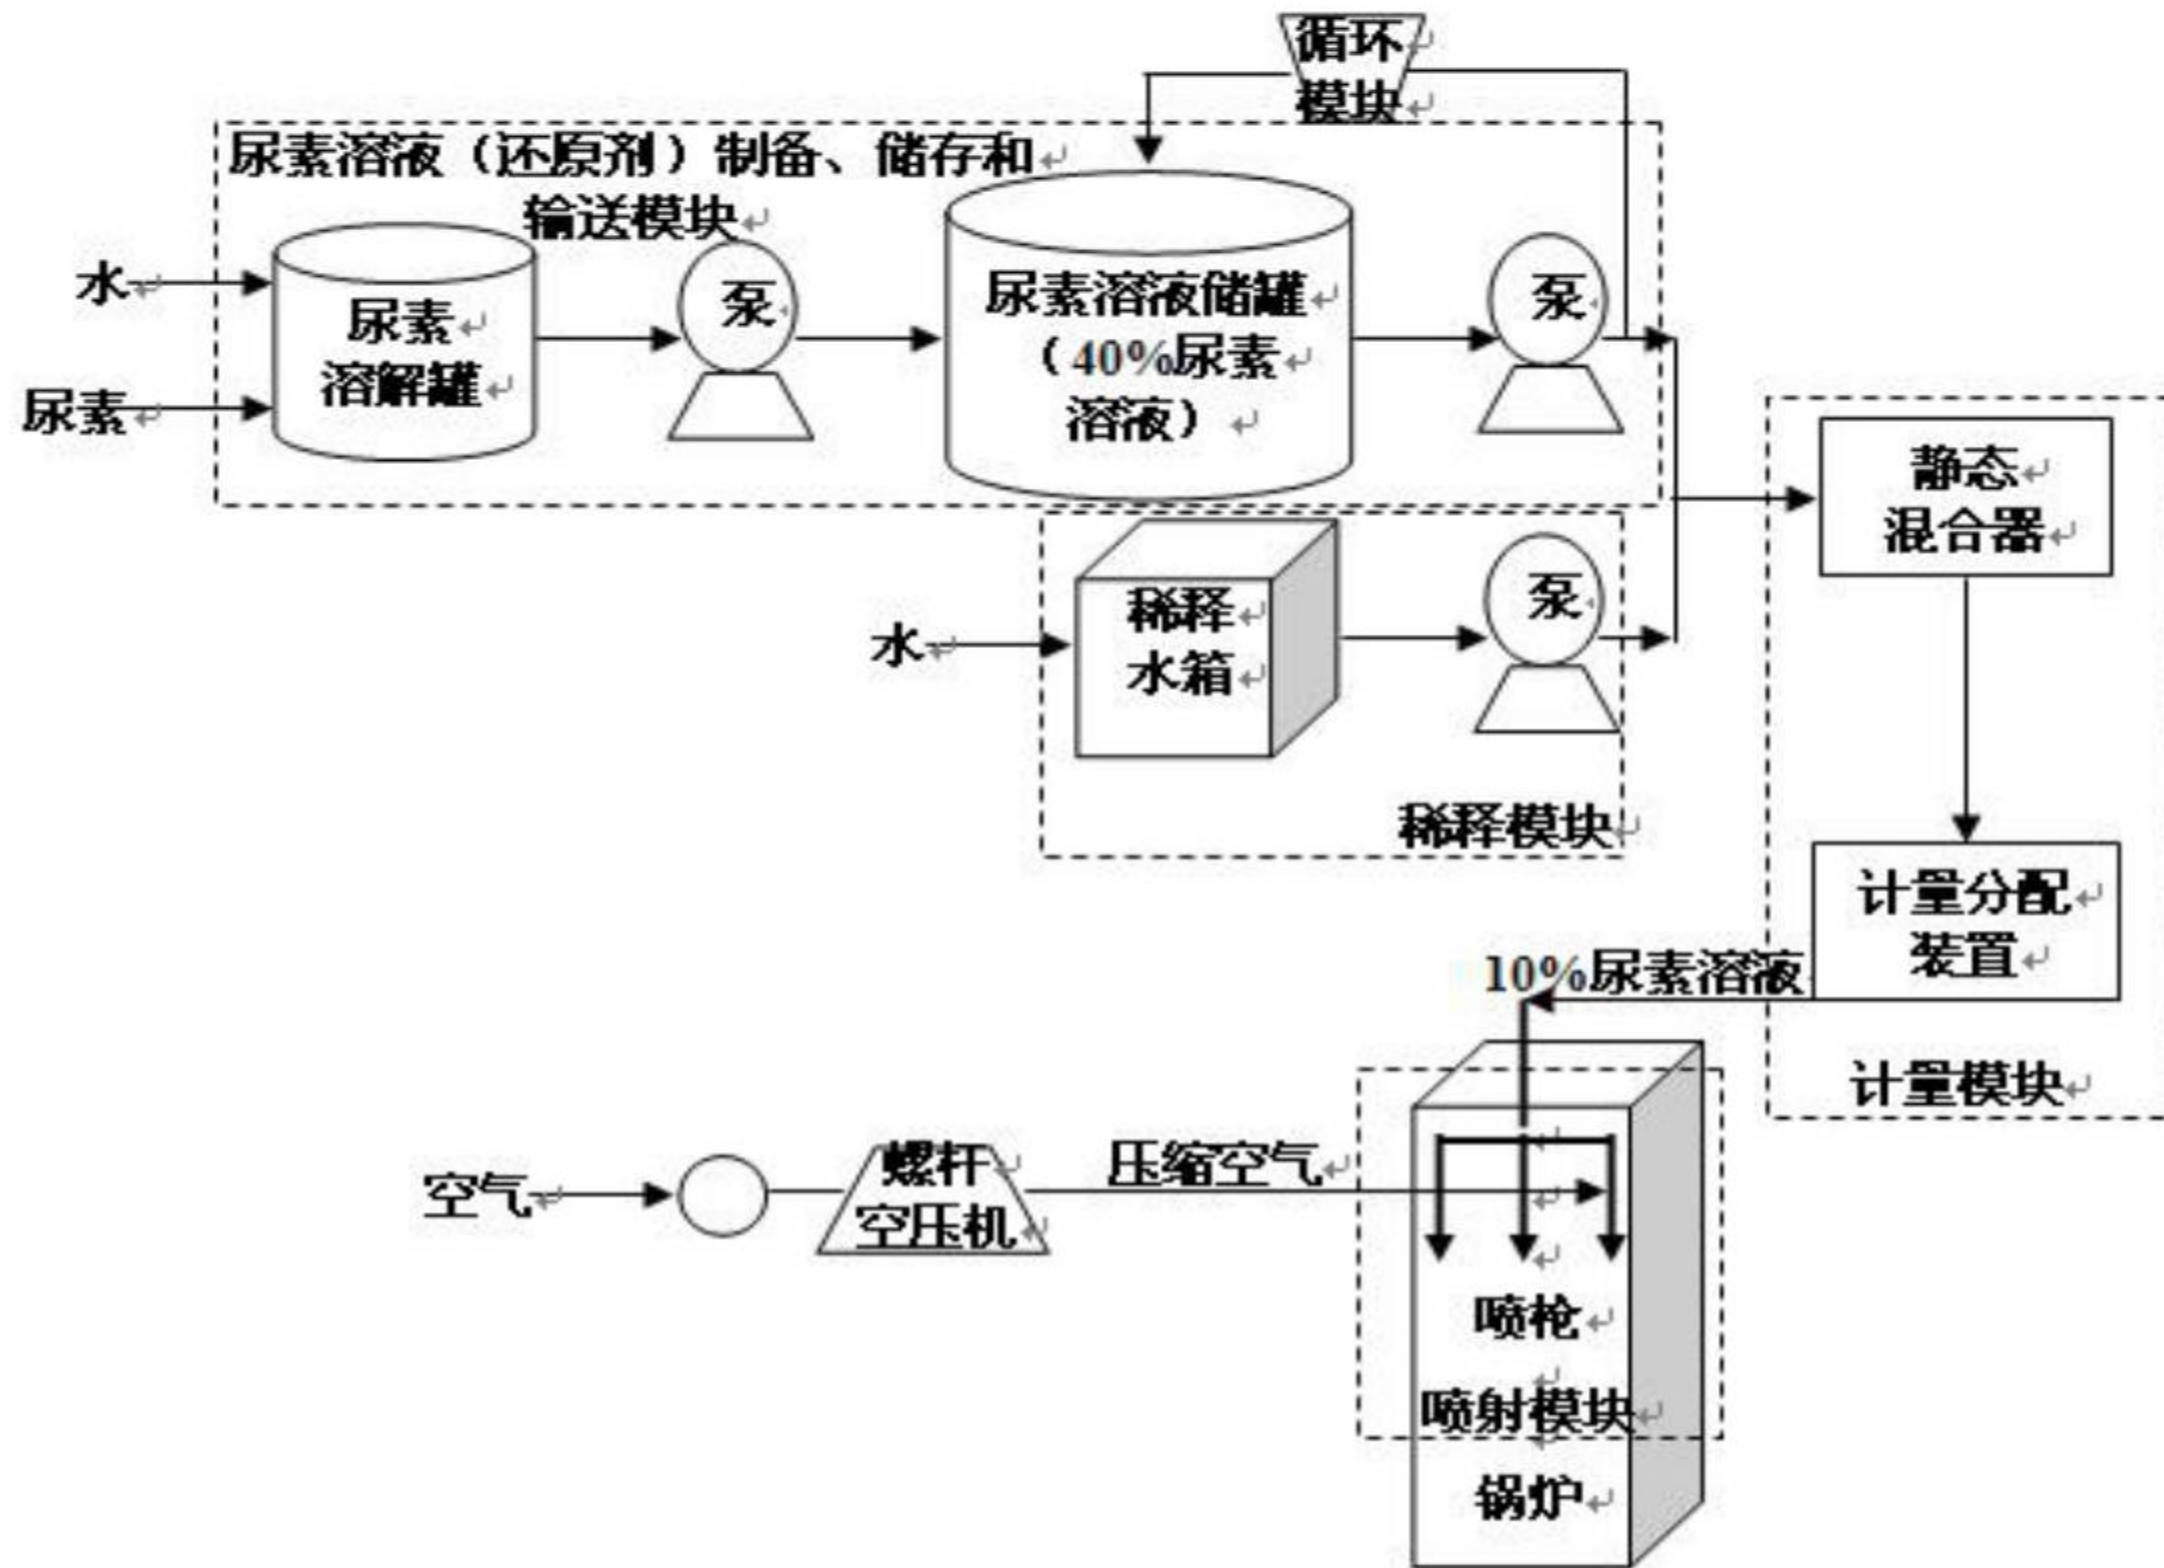 循环
模块
尿素溶液（还原剂）制备、储存和
输送模块
水
尿素
尿素
溶解罐
泵
尿素溶液储罐
（40%尿素
溶液）
泵
静态
混合器
水
稀释
水箱
泵
稀释模块
计量分配
装置
10%尿素溶液
计量模块
空气
螺杆
空压机
压缩空气
喷枪
喷射模块
锅炉